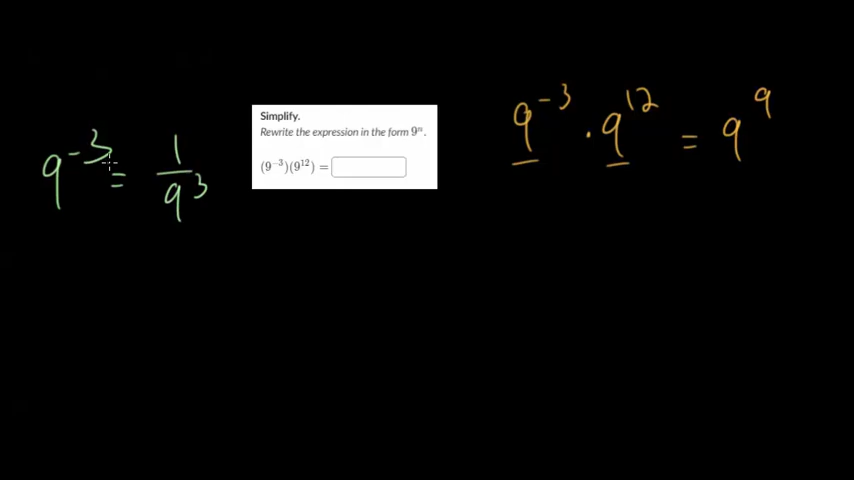 9⁻³ = 1/9³
Simplify.
Rewrite the expression in the form 9ⁿ.
(9⁻³)(9¹²) =
9⁻³ · 9¹² = 9⁹